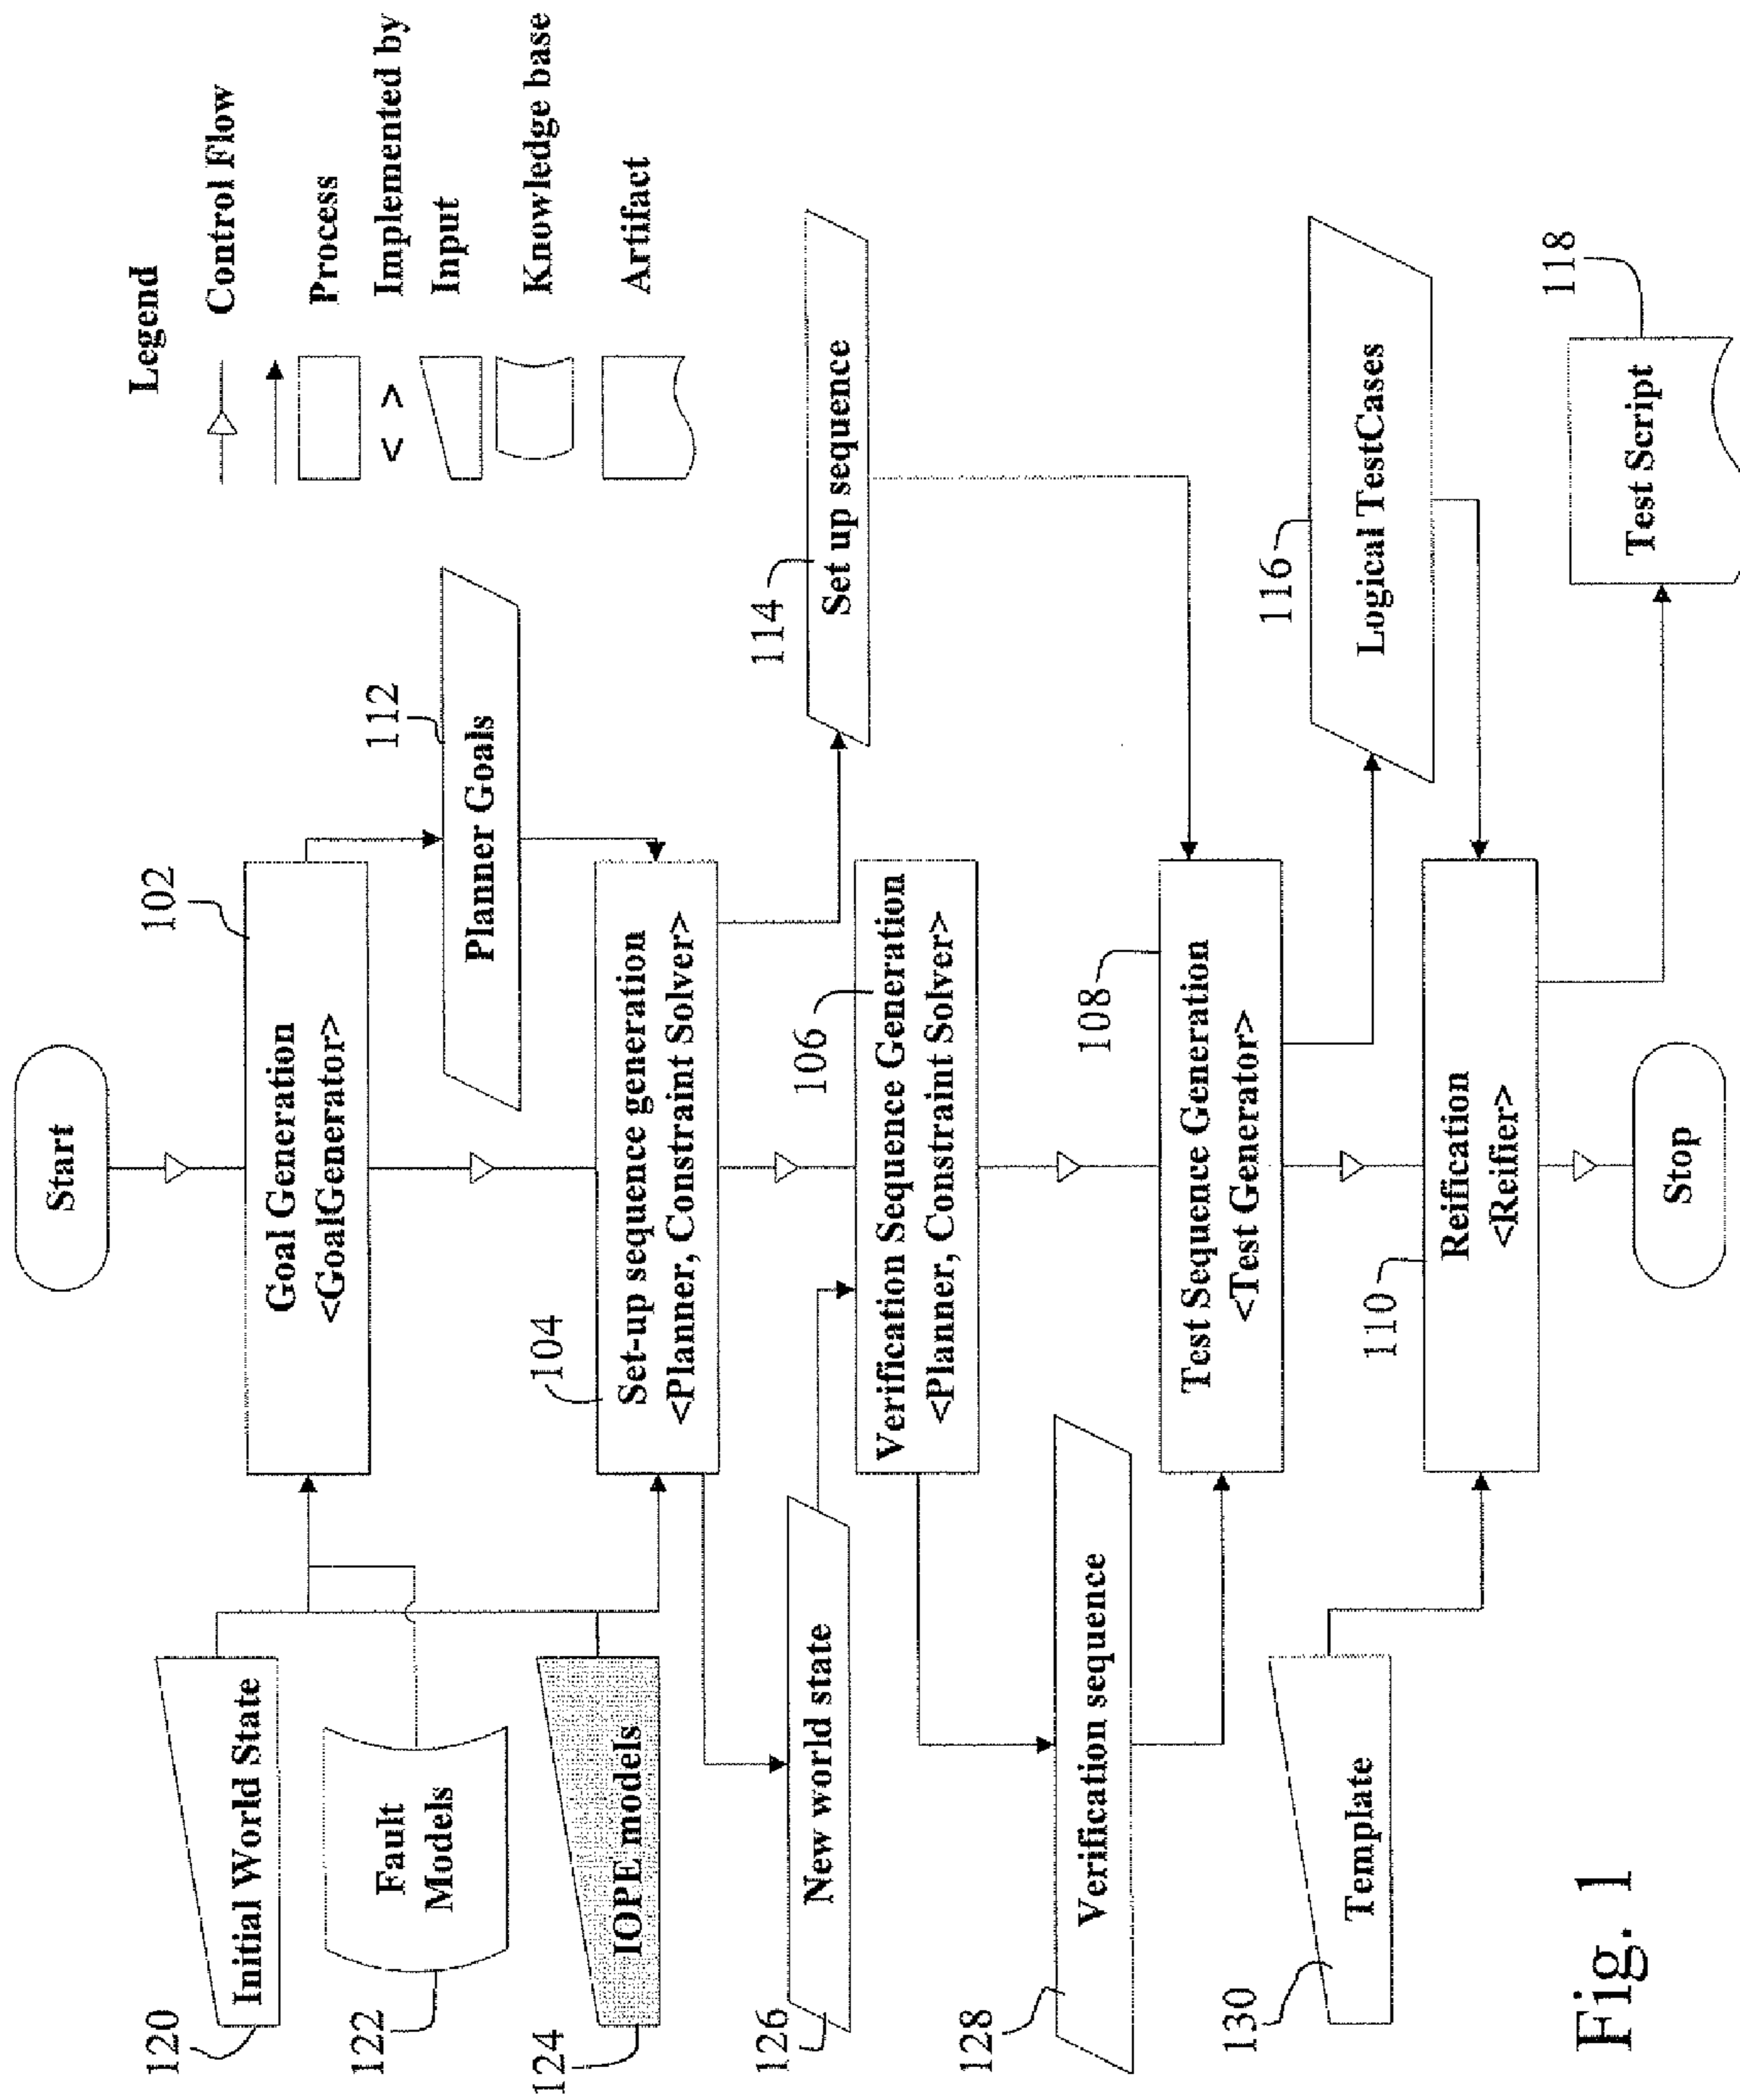 Legend
Control Flow
Process
< >
Implemented by
Input
Knowledge base
Artifact
Start
102
Goal Generation
<GoalGenerator>
112
Planner Goals
120
Initial World State
122
Fault
Models
124
IOPE models
104
Set-up sequence generation
<Planner, Constraint Solver>
114
Set up sequence
126
New world state
106
Verification Sequence Generation
<Planner, Constraint Solver>
128
Verification sequence
108
Test Sequence Generation
<Test Generator>
116
Logical TestCases
130
Template
110
Reification
<Reifier>
118
Test Script
Stop
Fig. 1